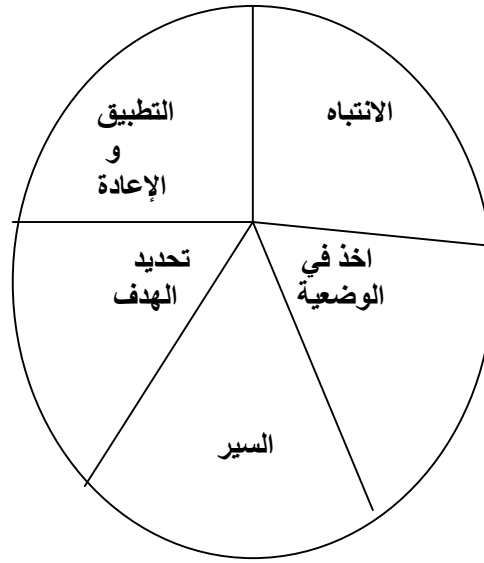 الانتباه
التطبيق
و
الإعادة
اخذ في
الوضعية
تحديد
الهدف
السير